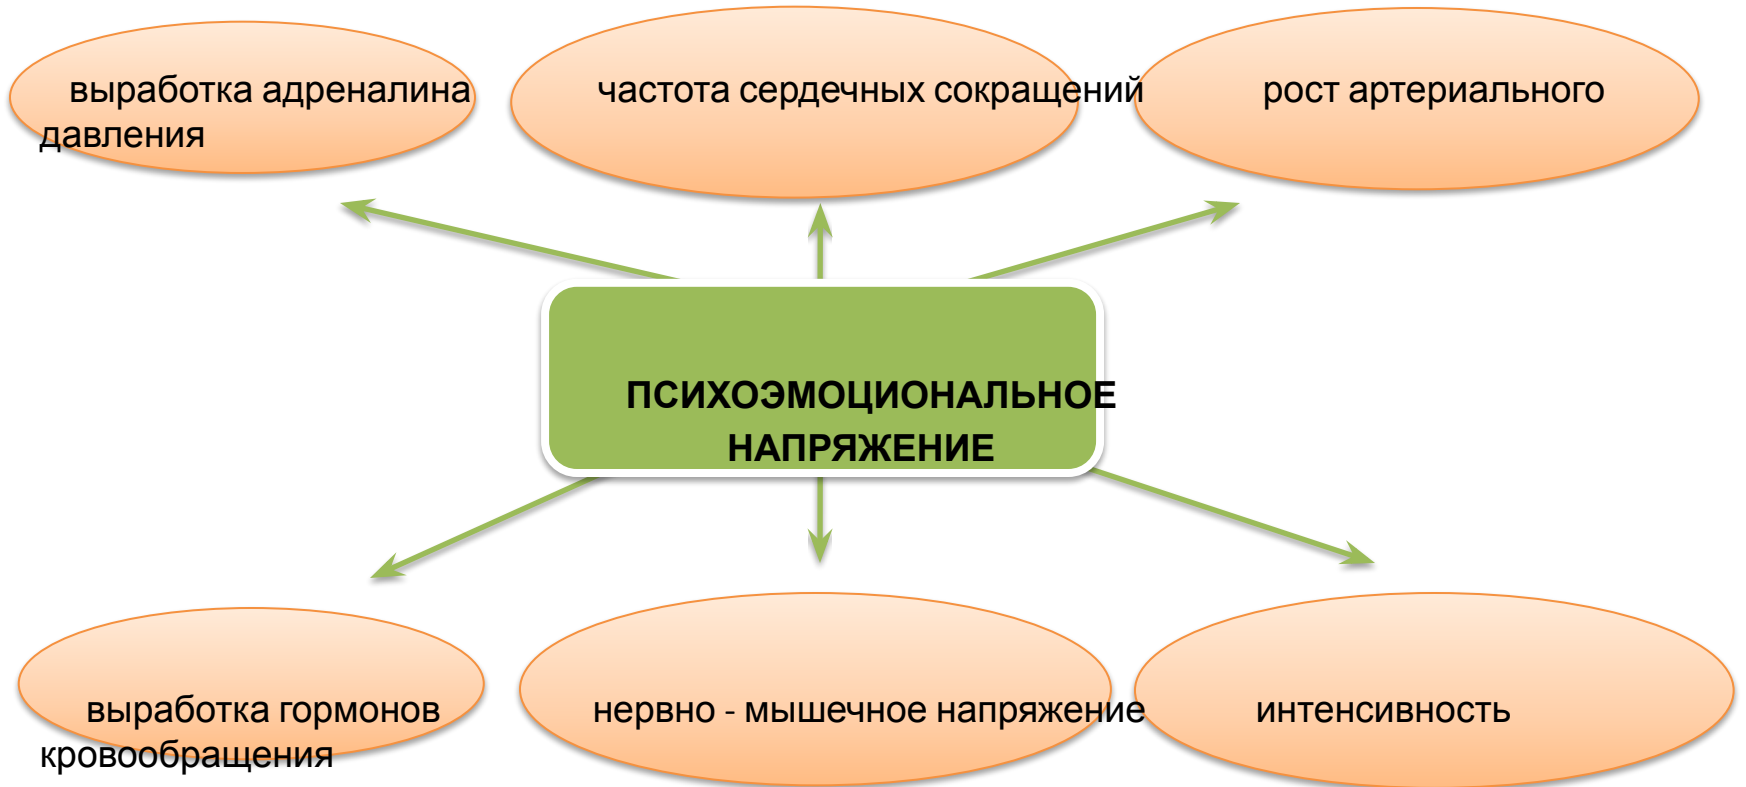 выработка адреналина частота сердечных сокращений рост артериального
давления
ПСИХОЭМОЦИОНАЛЬНОЕ
НАПРЯЖЕНИЕ
выработка гормонов нервно - мышечное напряжение интенсивность
кровообращения